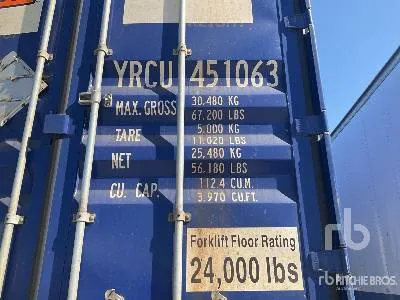 YRCU 451063
MAX. GROSS 30.480 KG
67.200 LBS
TARE 5.000 KG
11.020 LBS
NET 25.480 KG
56.180 LBS
CU. CAP. 112.4 CU.M.
3.970 CU.FT.
Forklift Floor Rating
24,000 lbs
rb
rb RITCHIE BROS.